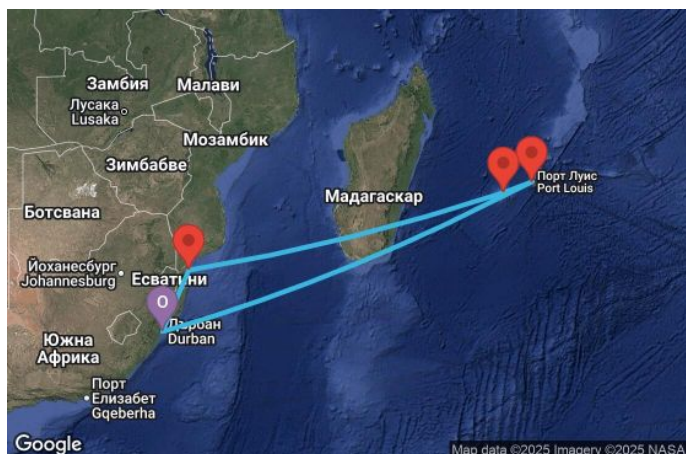 Замбия
Малави
Лусака
Lusaka
Мозамбик
Зимбабве
Мадагаскар
Порт Луис
Port Louis
Ботсвана
Йоханесбург
Johannesburg
Есватини
O
Дърбан
Durban
Южна
Африка
Порт
Елизабет
Gqeberha
Google
Map data ©2025 Imagery ©2025 NASA